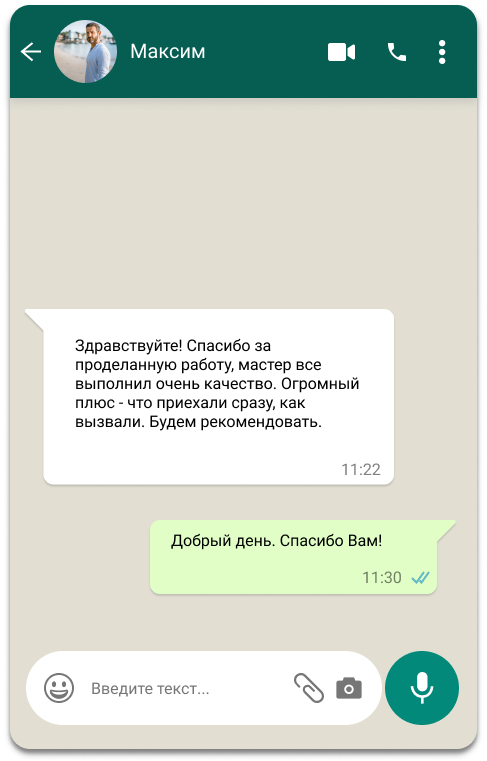 Максим
Здравствуйте! Спасибо за
проделанную работу, мастер все
выполнил очень качество. Огромный
плюс - что приехали сразу, как
вызвали. Будем рекомендовать.
11:22
Добрый день. Спасибо Вам!
11:30
Введите текст...